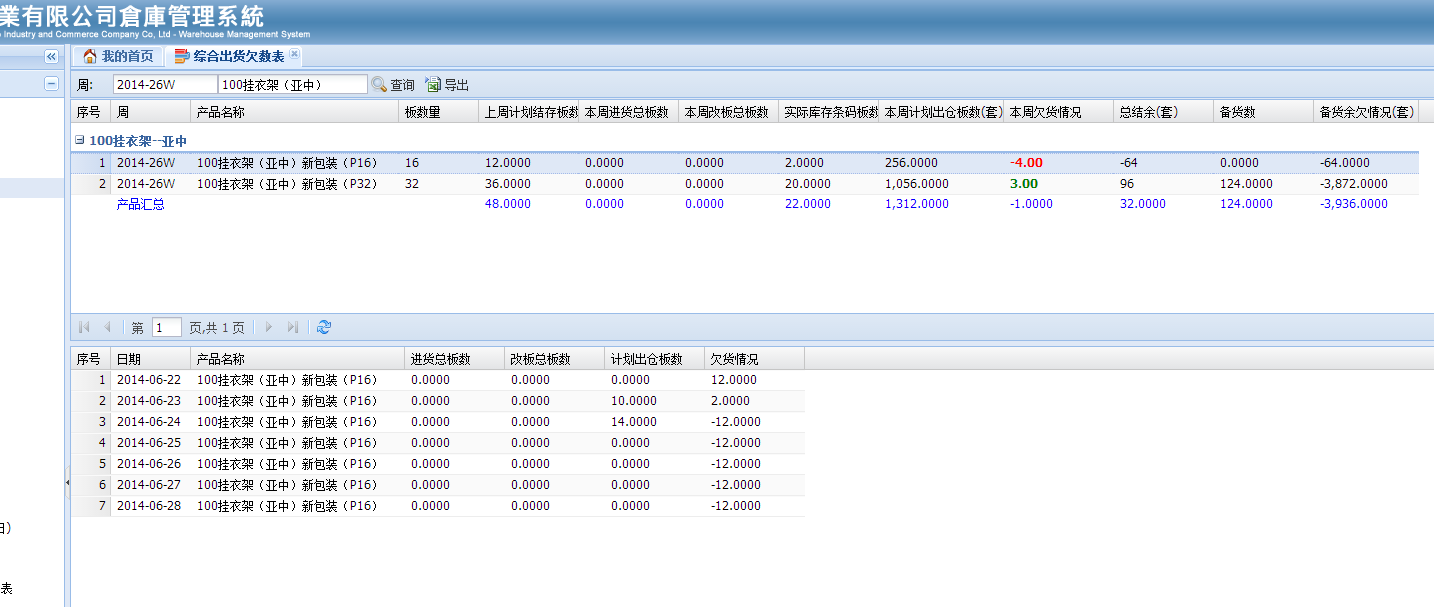 業有限公司倉庫管理系統
Industry and Commerce Company Co, Ltd - Warehouse Management System
我的首页 综合出货欠数表
周: 2014-26W 100挂衣架（亚中） 查询 导出
序号 周 产品名称 板数量 上周计划结存板数 本周进货总板数 本周改板总板数 实际库存条码板数 本周计划出仓板数(套) 本周欠货情况 总结余(套) 备货数 备货余欠情况(套)
100挂衣架--亚中
1 2014-26W 100挂衣架（亚中）新包装（P16） 16 12.0000 0.0000 0.0000 2.0000 256.0000 -4.00 -64 0.0000 -64.0000
2 2014-26W 100挂衣架（亚中）新包装（P32） 32 36.0000 0.0000 0.0000 20.0000 1,056.0000 3.00 96 124.0000 -3,872.0000
产品汇总 48.0000 0.0000 0.0000 22.0000 1,312.0000 -1.0000 32.0000 124.0000 -3,936.0000
第 1 页,共 1 页
序号 日期 产品名称 进货总板数 改板总板数 计划出仓板数 欠货情况
1 2014-06-22 100挂衣架（亚中）新包装（P16） 0.0000 0.0000 0.0000 12.0000
2 2014-06-23 100挂衣架（亚中）新包装（P16） 0.0000 0.0000 10.0000 2.0000
3 2014-06-24 100挂衣架（亚中）新包装（P16） 0.0000 0.0000 14.0000 -12.0000
4 2014-06-25 100挂衣架（亚中）新包装（P16） 0.0000 0.0000 0.0000 -12.0000
5 2014-06-26 100挂衣架（亚中）新包装（P16） 0.0000 0.0000 0.0000 -12.0000
6 2014-06-27 100挂衣架（亚中）新包装（P16） 0.0000 0.0000 0.0000 -12.0000
7 2014-06-28 100挂衣架（亚中）新包装（P16） 0.0000 0.0000 0.0000 -12.0000
日）
表